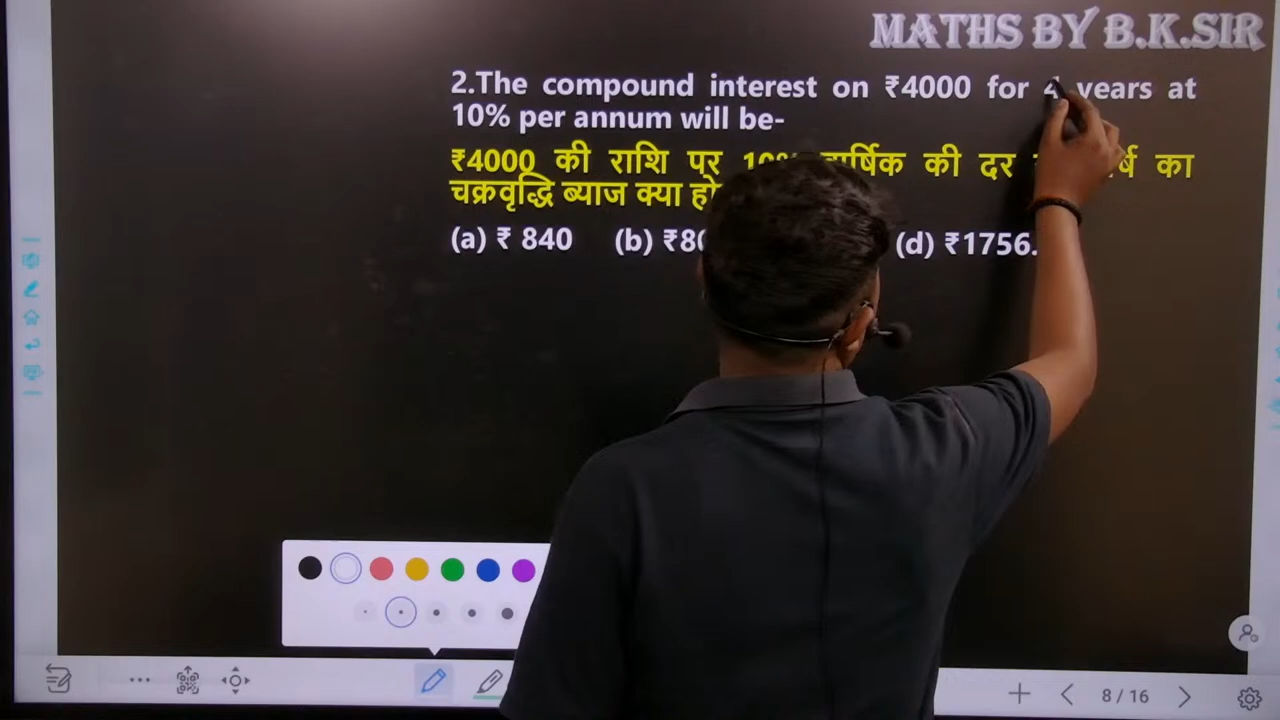 MATHS BY B.K.SIR
2.The compound interest on ₹4000 for 4 years at
10% per annum will be-
₹4000 की राशि पर 10% वार्षिक की दर का
चक्रवृद्धि ब्याज क्या
(a) ₹ 840 (b) (d) ₹1756.
8 / 16